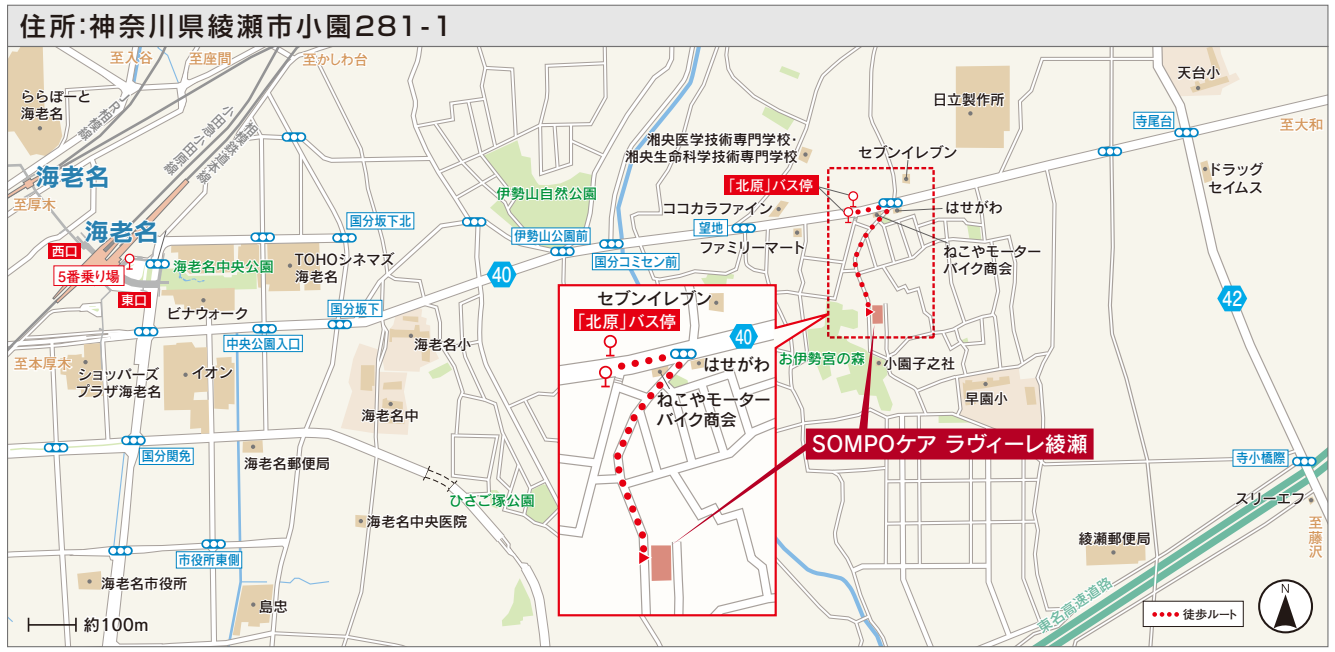 住所:神奈川県綾瀬市小園281-1
至入谷
至座間
至かしわ台
ららぽーと
海老名
JR相模線
小田急小田原線
相模鉄道本線
天台小
日立製作所
寺尾台
至大和
湘央医学技術専門学校・
湘央生命科学技術専門学校
セブンイレブン
ドラッグ
セイムス
海老名
至厚木
伊勢山自然公園
「北原」バス停
ココカラファイン
はせがわ
国分坂下北
望地
海老名
伊勢山公園前
ファミリーマート
ねこやモーター
バイク商会
西口
5番乗り場
東口
海老名中央公園
TOHOシネマズ
海老名
国分コミセン前
40
42
ビナウォーク
国分坂下
セブンイレブン
「北原」バス停
40
中央公園入口
海老名小
はせがわ
お伊勢宮の森
小園子之社
至本厚木
ショッパーズ
プラザ海老名
イオン
海老名中
ねこやモーター
バイク商会
早園小
SOMPOケア ラヴィーレ綾瀬
国分関免
海老名郵便局
寺小橋際
ひさご塚公園
スリーエフ
海老名中央医院
至藤沢
綾瀬郵便局
市役所東側
海老名市役所
島忠
東名高速道路
約100m
徒歩ルート
N